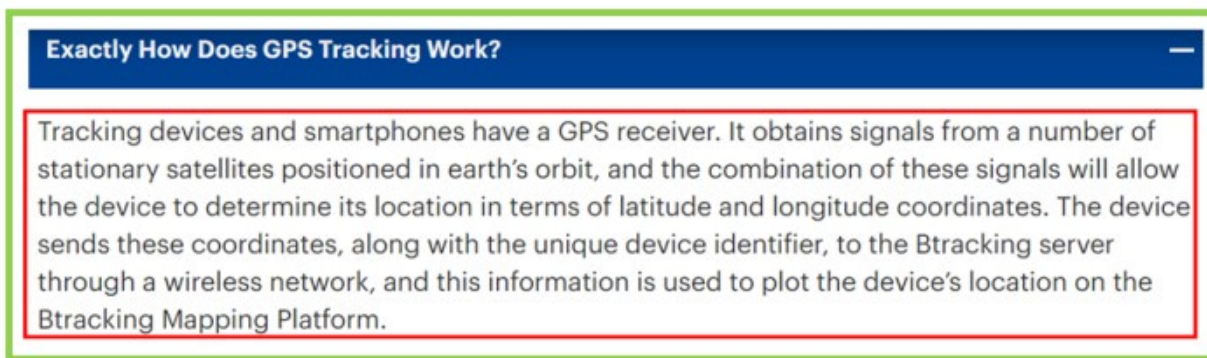 Exactly How Does GPS Tracking Work?
Tracking devices and smartphones have a GPS receiver. It obtains signals from a number of
stationary satellites positioned in earth's orbit, and the combination of these signals will allow
the device to determine its location in terms of latitude and longitude coordinates. The device
sends these coordinates, along with the unique device identifier, to the Btracking server
through a wireless network, and this information is used to plot the device's location on the
Btracking Mapping Platform.